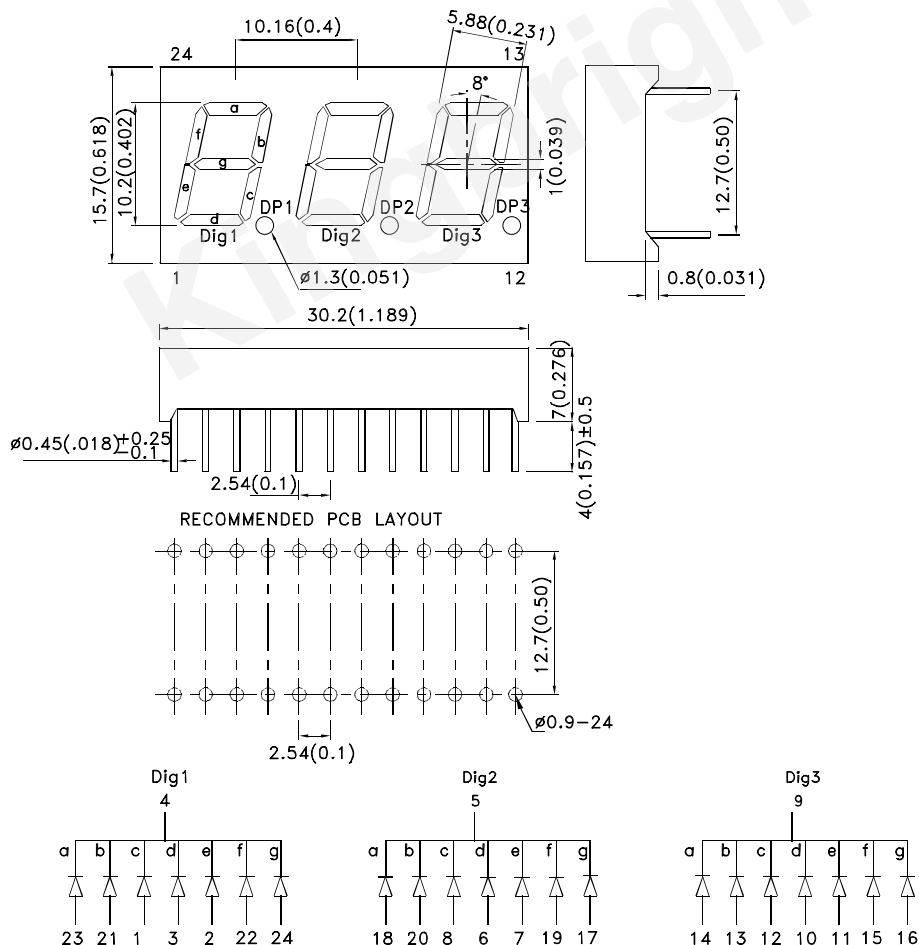 10.16(0.4)
5.88(0.231)
24
13
8°
15.7(0.618)
10.2(0.402)
a
f
b
g
e
c
d
1(0.039)
12.7(0.50)
DP1
DP2
DP3
Dig1
Dig2
Dig3
1
ø1.3(0.051)
12
0.8(0.031)
30.2(1.189)
7(0.276)
ø0.45(.018)+0.25
-0.1
4(0.157)±0.5
2.54(0.1)
RECOMMENDED PCB LAYOUT
12.7(0.50)
ø0.9-24
2.54(0.1)
Dig1
4
a b c d e f g
23 21 1 3 2 22 24
Dig2
5
a b c d e f g
18 20 8 6 7 19 17
Dig3
9
a b c d e f g
14 13 12 10 11 15 16
Kingbright